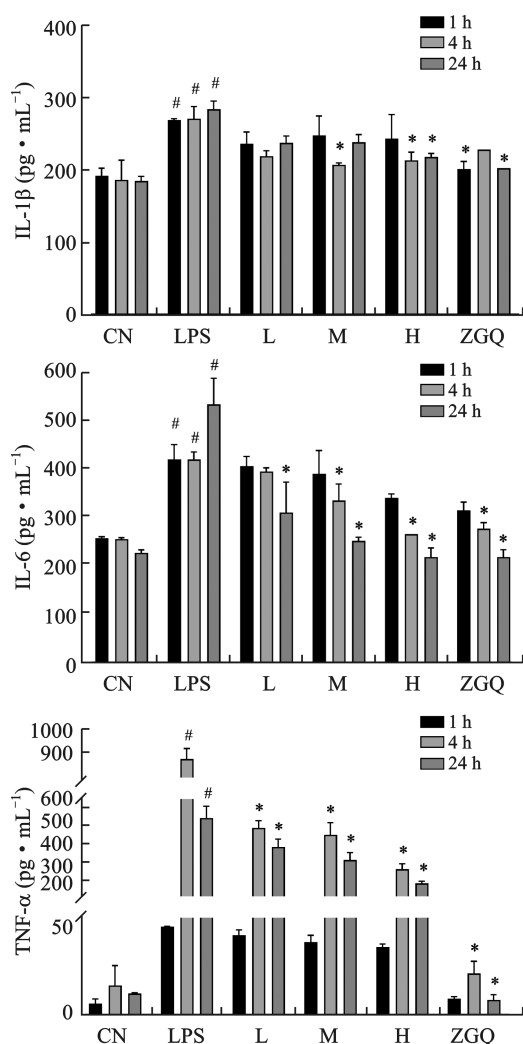 400
300
200
100
0
IL-1β (pg • mL⁻¹)
1 h
4 h
24 h
# # #
*
* *
* *
CN LPS L M H ZGQ
600
500
400
300
200
100
0
IL-6 (pg • mL⁻¹)
1 h
4 h
24 h
# # #
*
* *
* *
* *
CN LPS L M H ZGQ
1000
900
600
500
400
300
200
50
0
TNF-α (pg • mL⁻¹)
1 h
4 h
24 h
# #
* *
* *
* *
* *
CN LPS L M H ZGQ